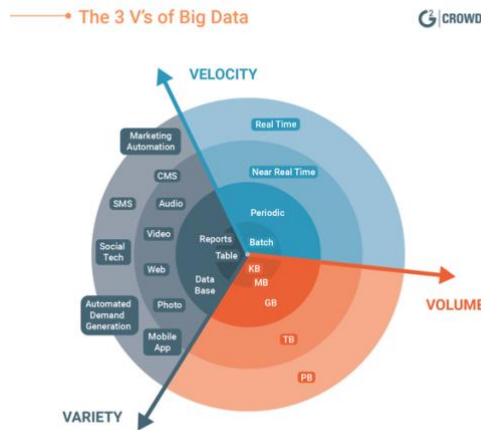 The 3 V's of Big Data
G2 | CROWD
VELOCITY
Marketing
Automation
Real Time
CMS
Near Real Time
SMS
Audio
Periodic
Video
Reports
Batch
Social
Tech
Table
KB
Web
Data
Base
MB
GB
VOLUME
Automated
Demand
Generation
Photo
Mobile
App
TB
PB
VARIETY